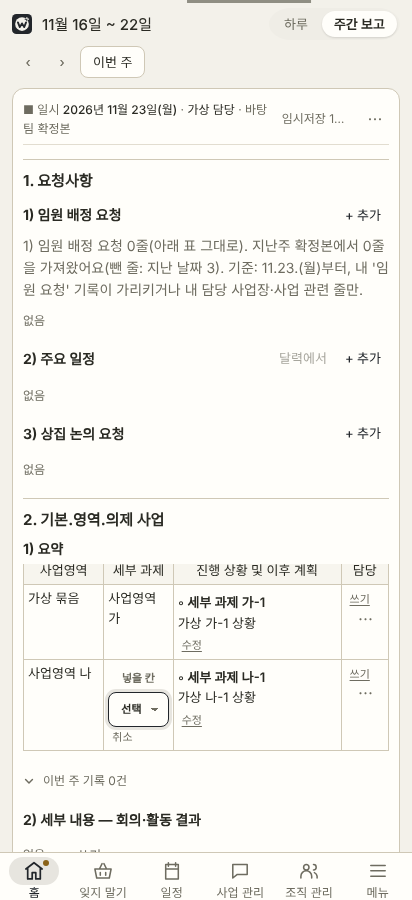 11월 16일 ~ 22일
하루
주간 보고
‹
›
이번 주
■ 일시 2026년 11월 23일(월) · 가상 담당 · 바탕
팀 확정본
임시저장 1...
···
1. 요청사항
1) 임원 배정 요청
+ 추가
1) 임원 배정 요청 0줄(아래 표 그대로). 지난주 확정본에서 0줄
을 가져왔어요(뺀 줄: 지난 날짜 3). 기준: 11.23.(월)부터, 내 '임
원 요청' 기록이 가리키거나 내 담당 사업장·사업 관련 줄만.
없음
2) 주요 일정
달력에서
+ 추가
없음
3) 상집 논의 요청
+ 추가
없음
2. 기본.영역.의제 사업
1) 요약
사업영역
세부 과제
진행 상황 및 이후 계획
담당
가상 묶음
사업영역
가
∘ 세부 과제 가-1
가상 가-1 상황
수정
쓰기
···
사업영역 나
넣을 칸
선택
취소
∘ 세부 과제 나-1
가상 나-1 상황
수정
쓰기
···
이번 주 기록 0건
2) 세부 내용 — 회의·활동 결과
홈
잊지 말기
일정
사업 관리
조직 관리
메뉴